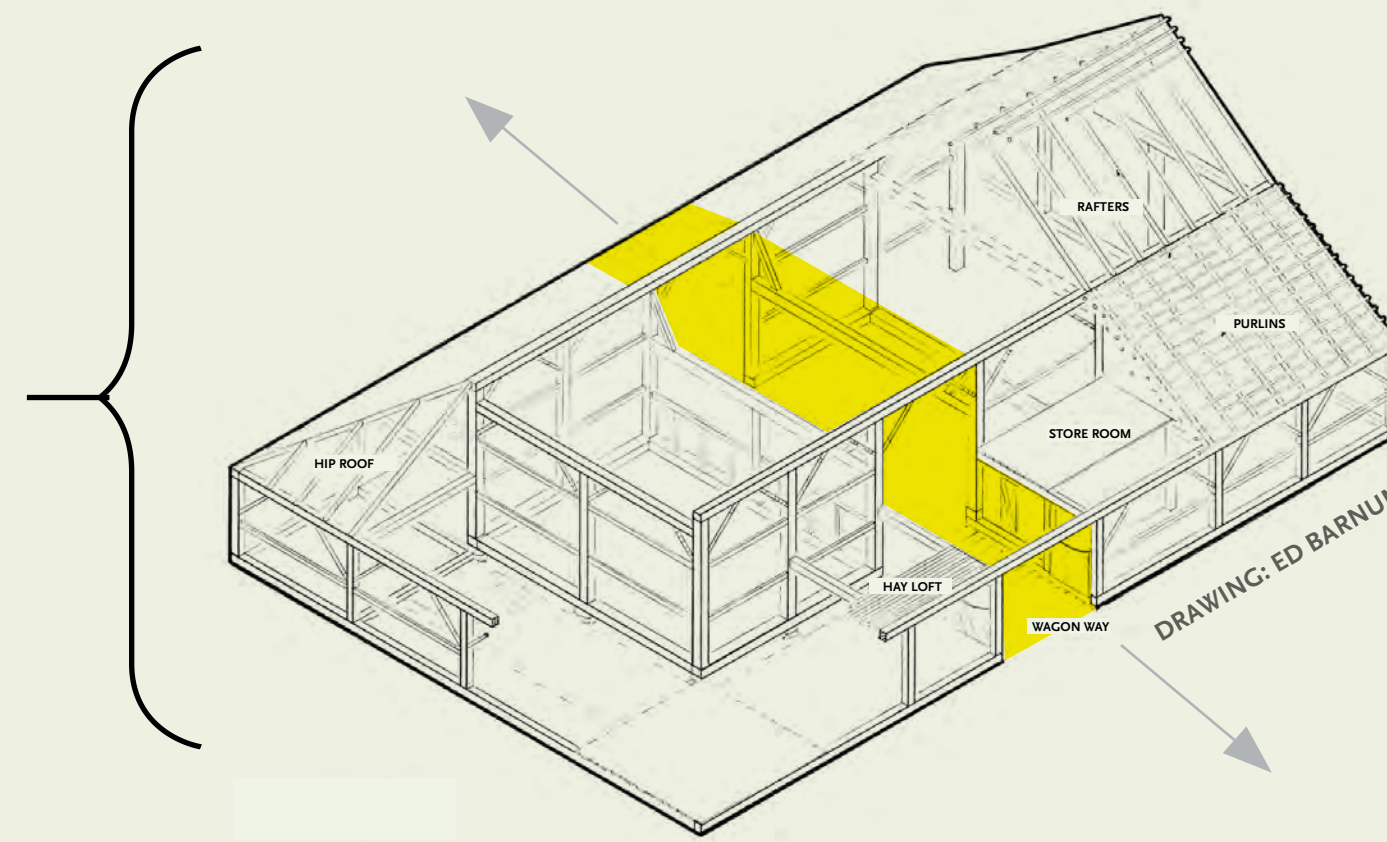 RAFTERS
PURLINS
STORE ROOM
HIP ROOF
HAY LOFT
WAGON WAY
DRAWING: ED BARNUM